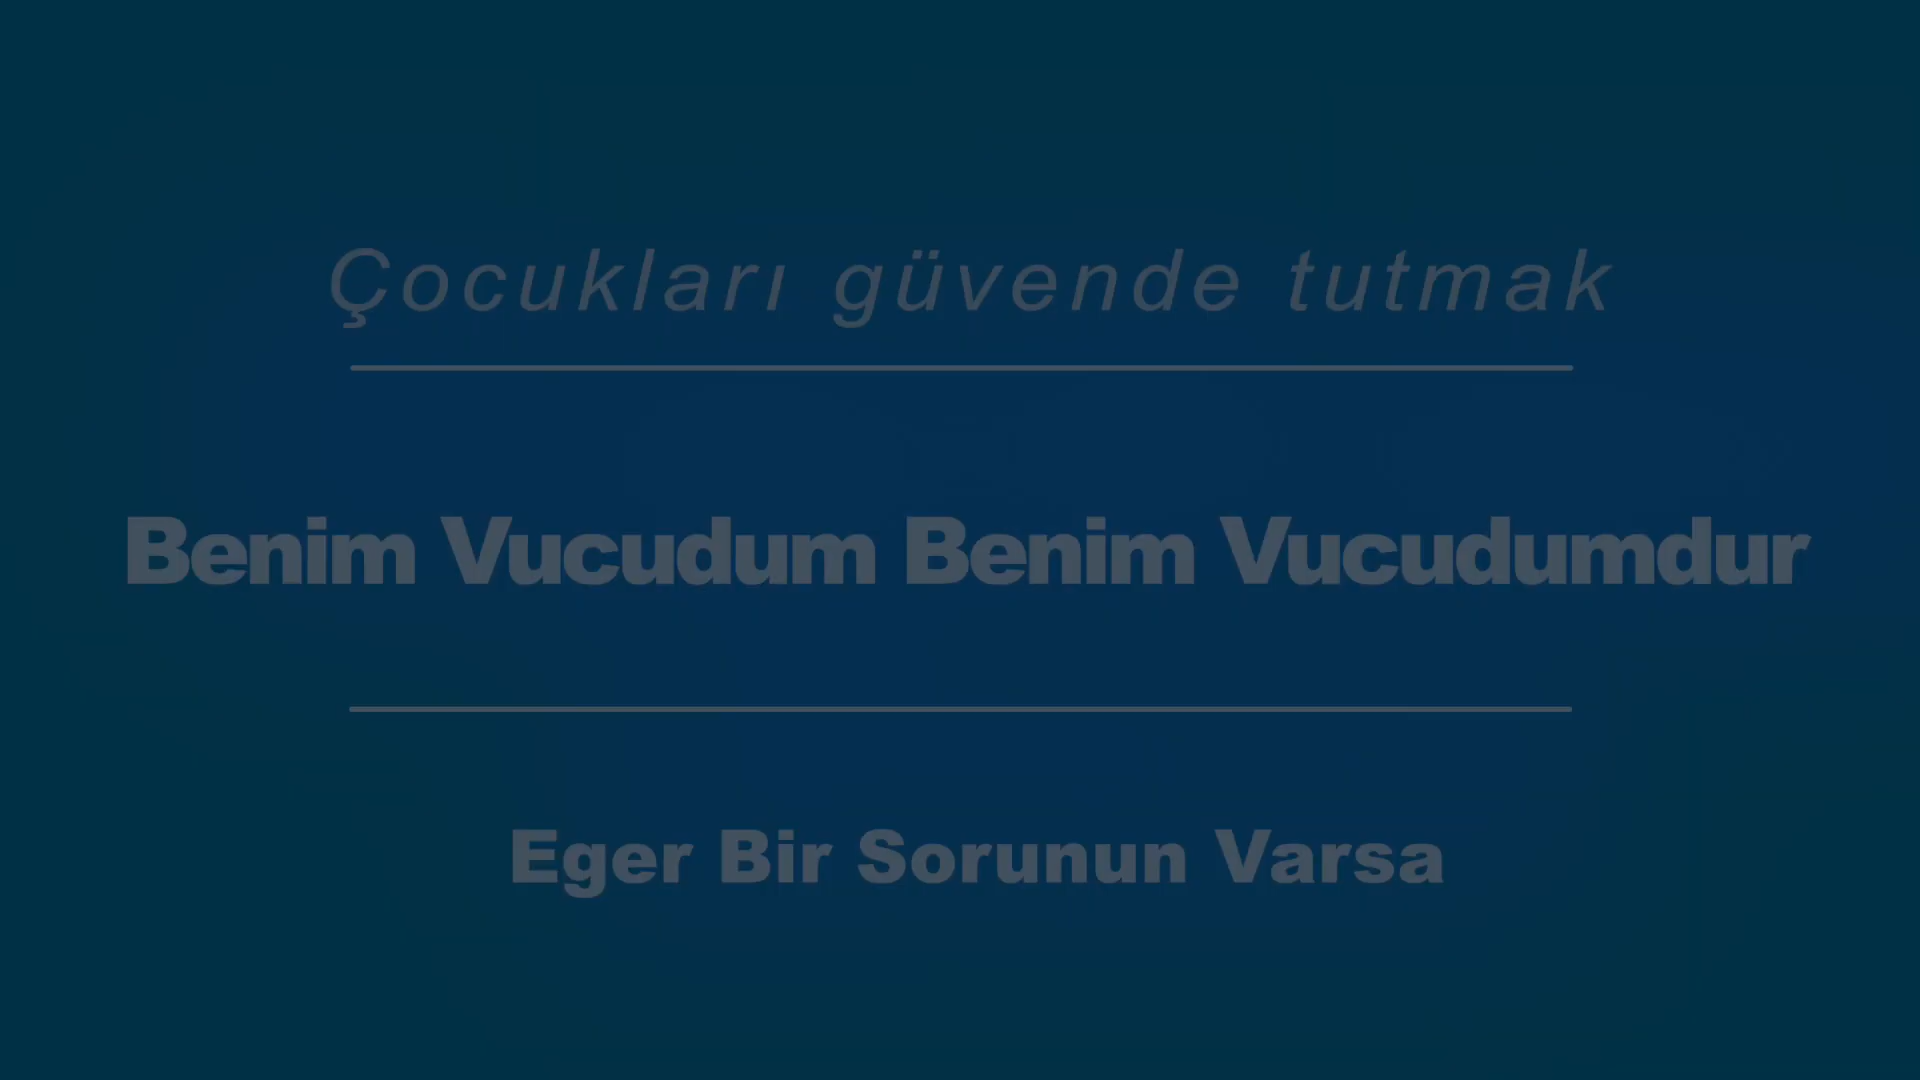 Çocukları güvende tutmak
Benim Vucudum Benim Vucudumdur
Eger Bir Sorunun Varsa